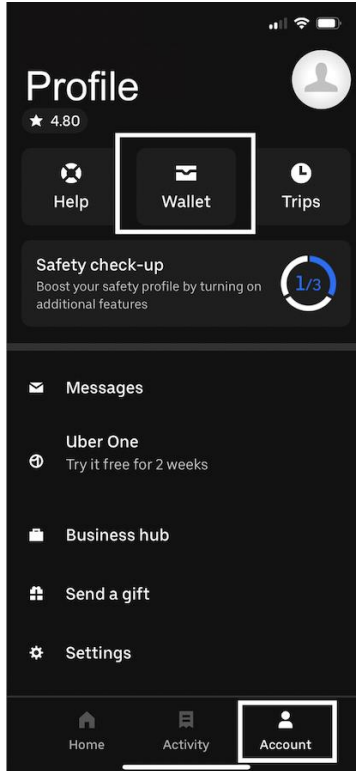 Profile
★ 4.80
Help
Wallet
Trips
Safety check-up
Boost your safety profile by turning on
additional features
1/3
Messages
Uber One
Try it free for 2 weeks
Business hub
Send a gift
Settings
Home
Activity
Account